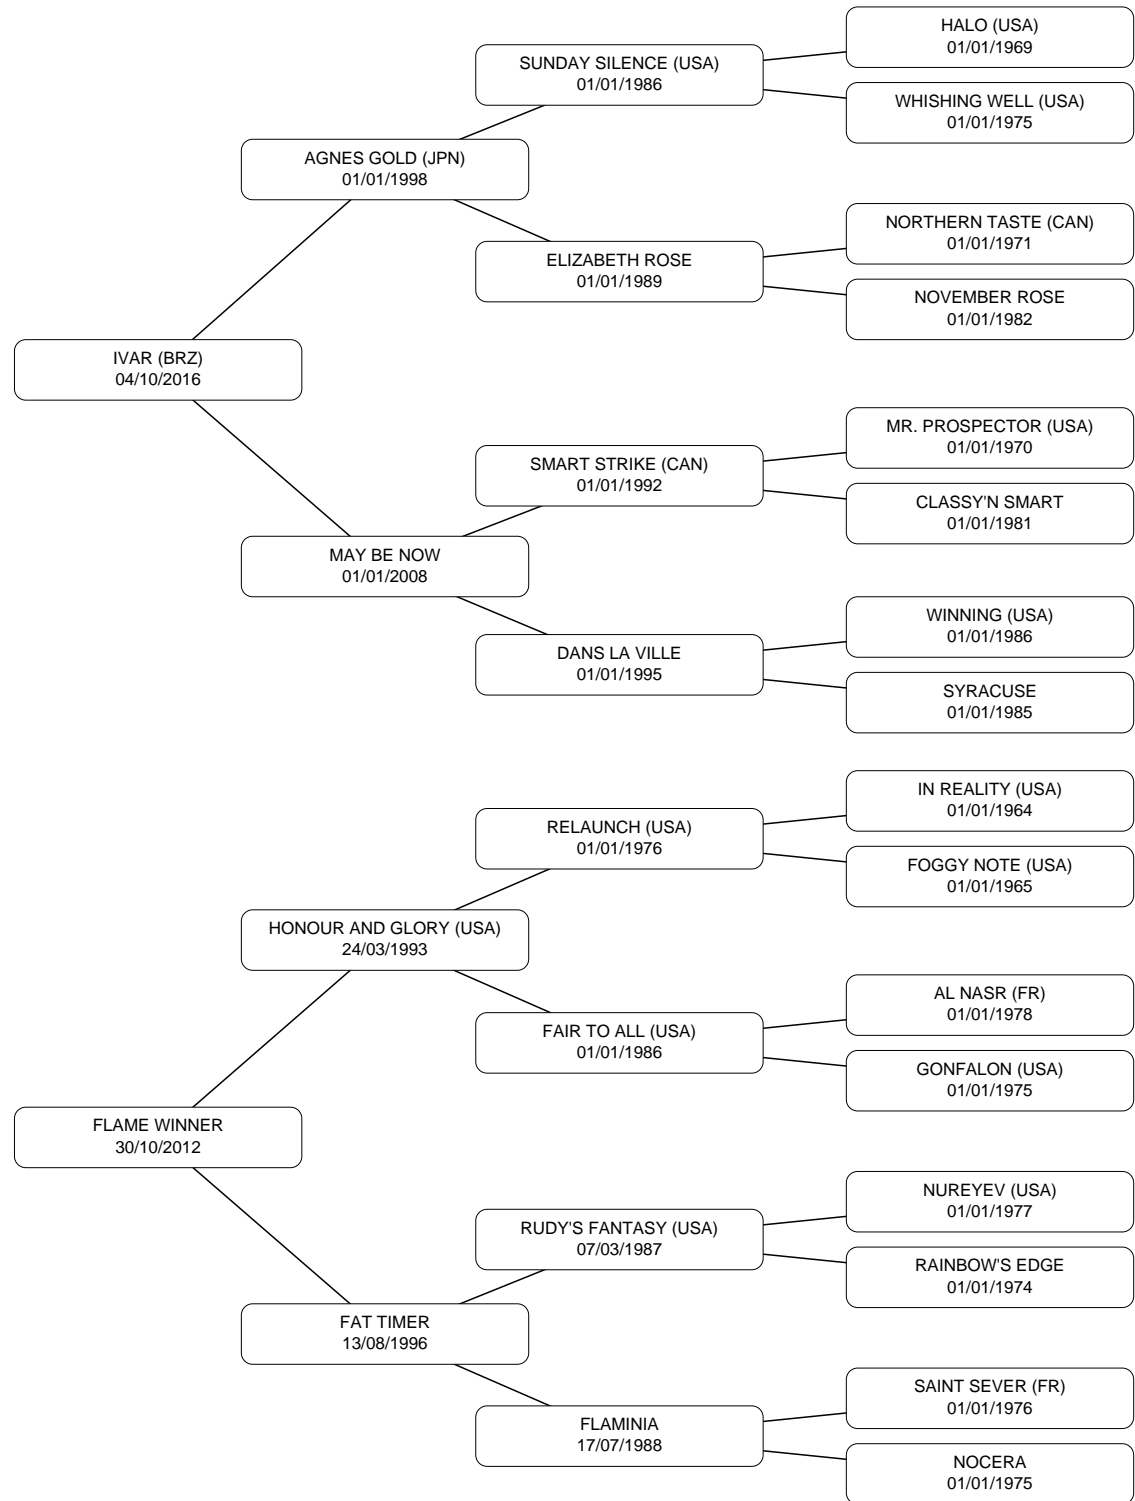 HALO (USA)
01/01/1969
SUNDAY SILENCE (USA)
01/01/1986
WHISHING WELL (USA)
01/01/1975
AGNES GOLD (JPN)
01/01/1998
NORTHERN TASTE (CAN)
01/01/1971
ELIZABETH ROSE
01/01/1989
NOVEMBER ROSE
01/01/1982
IVAR (BRZ)
04/10/2016
MR. PROSPECTOR (USA)
01/01/1970
SMART STRIKE (CAN)
01/01/1992
CLASSY'N SMART
01/01/1981
MAY BE NOW
01/01/2008
WINNING (USA)
01/01/1986
DANS LA VILLE
01/01/1995
SYRACUSE
01/01/1985
IN REALITY (USA)
01/01/1964
RELAUNCH (USA)
01/01/1976
FOGGY NOTE (USA)
01/01/1965
HONOUR AND GLORY (USA)
24/03/1993
AL NASR (FR)
01/01/1978
FAIR TO ALL (USA)
01/01/1986
GONFALON (USA)
01/01/1975
FLAME WINNER
30/10/2012
NUREYEV (USA)
01/01/1977
RUDY'S FANTASY (USA)
07/03/1987
RAINBOW'S EDGE
01/01/1974
FAT TIMER
13/08/1996
SAINT SEVER (FR)
01/01/1976
FLAMINIA
17/07/1988
NOCERA
01/01/1975